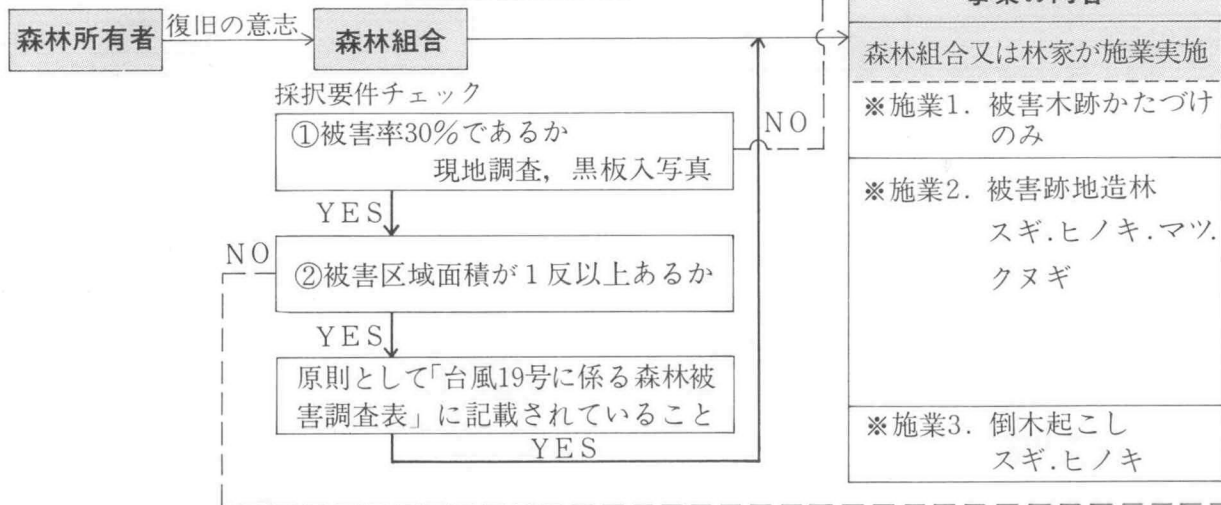 森林所有者
復旧の意志
森林組合
採択要件チェック
①被害率30%であるか
現地調査，黒板入写真
NO
YES
NO
②被害区域面積が1反以上あるか
YES
原則として「台風19号に係る森林被
害調査表」に記載されていること
YES
森林組合又は林家が施業実施
※施業1. 被害木跡かたづけ
のみ
※施業2. 被害跡地造林
スギ.ヒノキ.マツ.
クヌギ
※施業3. 倒木起こし
スギ.ヒノキ